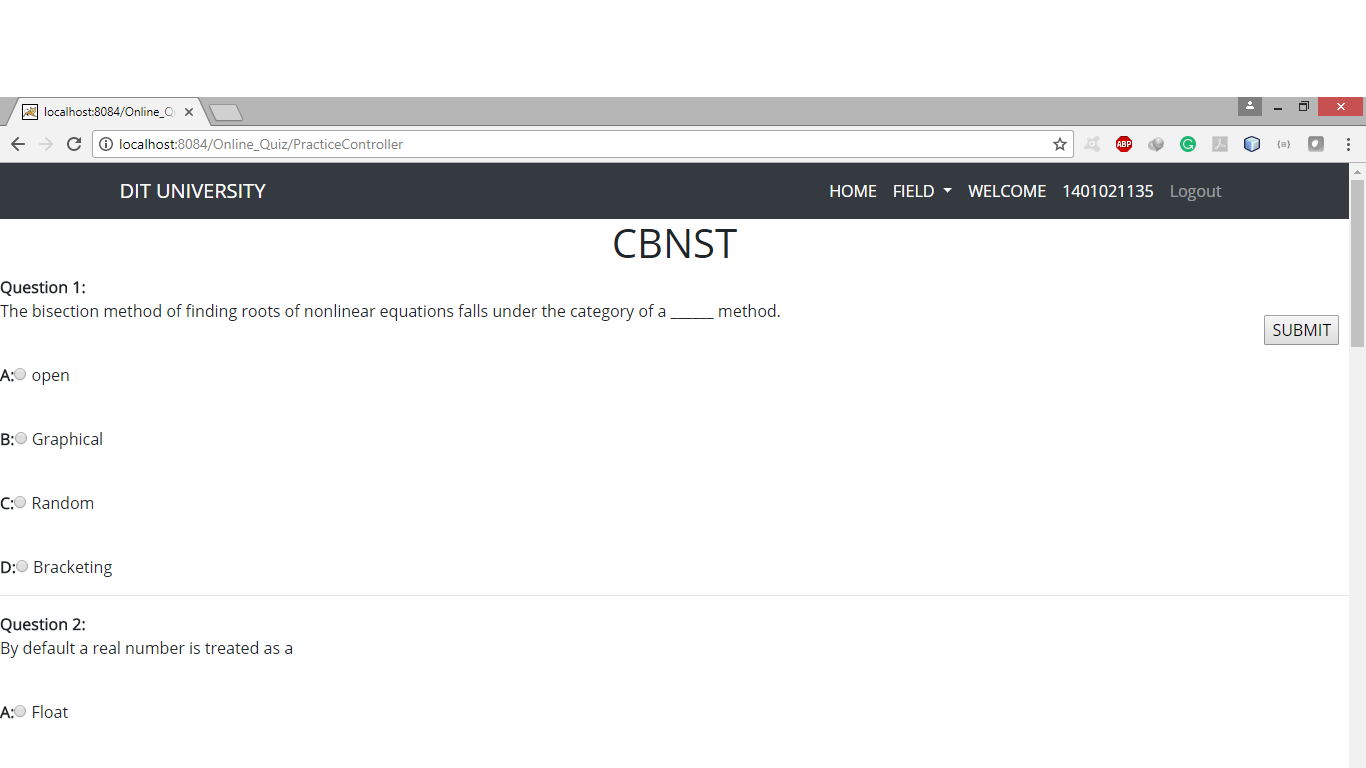 localhost:8084/Online_Q
localhost:8084/Online_Quiz/PracticeController
ABP
DIT UNIVERSITY HOME FIELD WELCOME 1401021135 Logout
CBNST
Question 1:
The bisection method of finding roots of nonlinear equations falls under the category of a ______ method.
SUBMIT
A: open
B: Graphical
C: Random
D: Bracketing
Question 2:
By default a real number is treated as a
A: Float